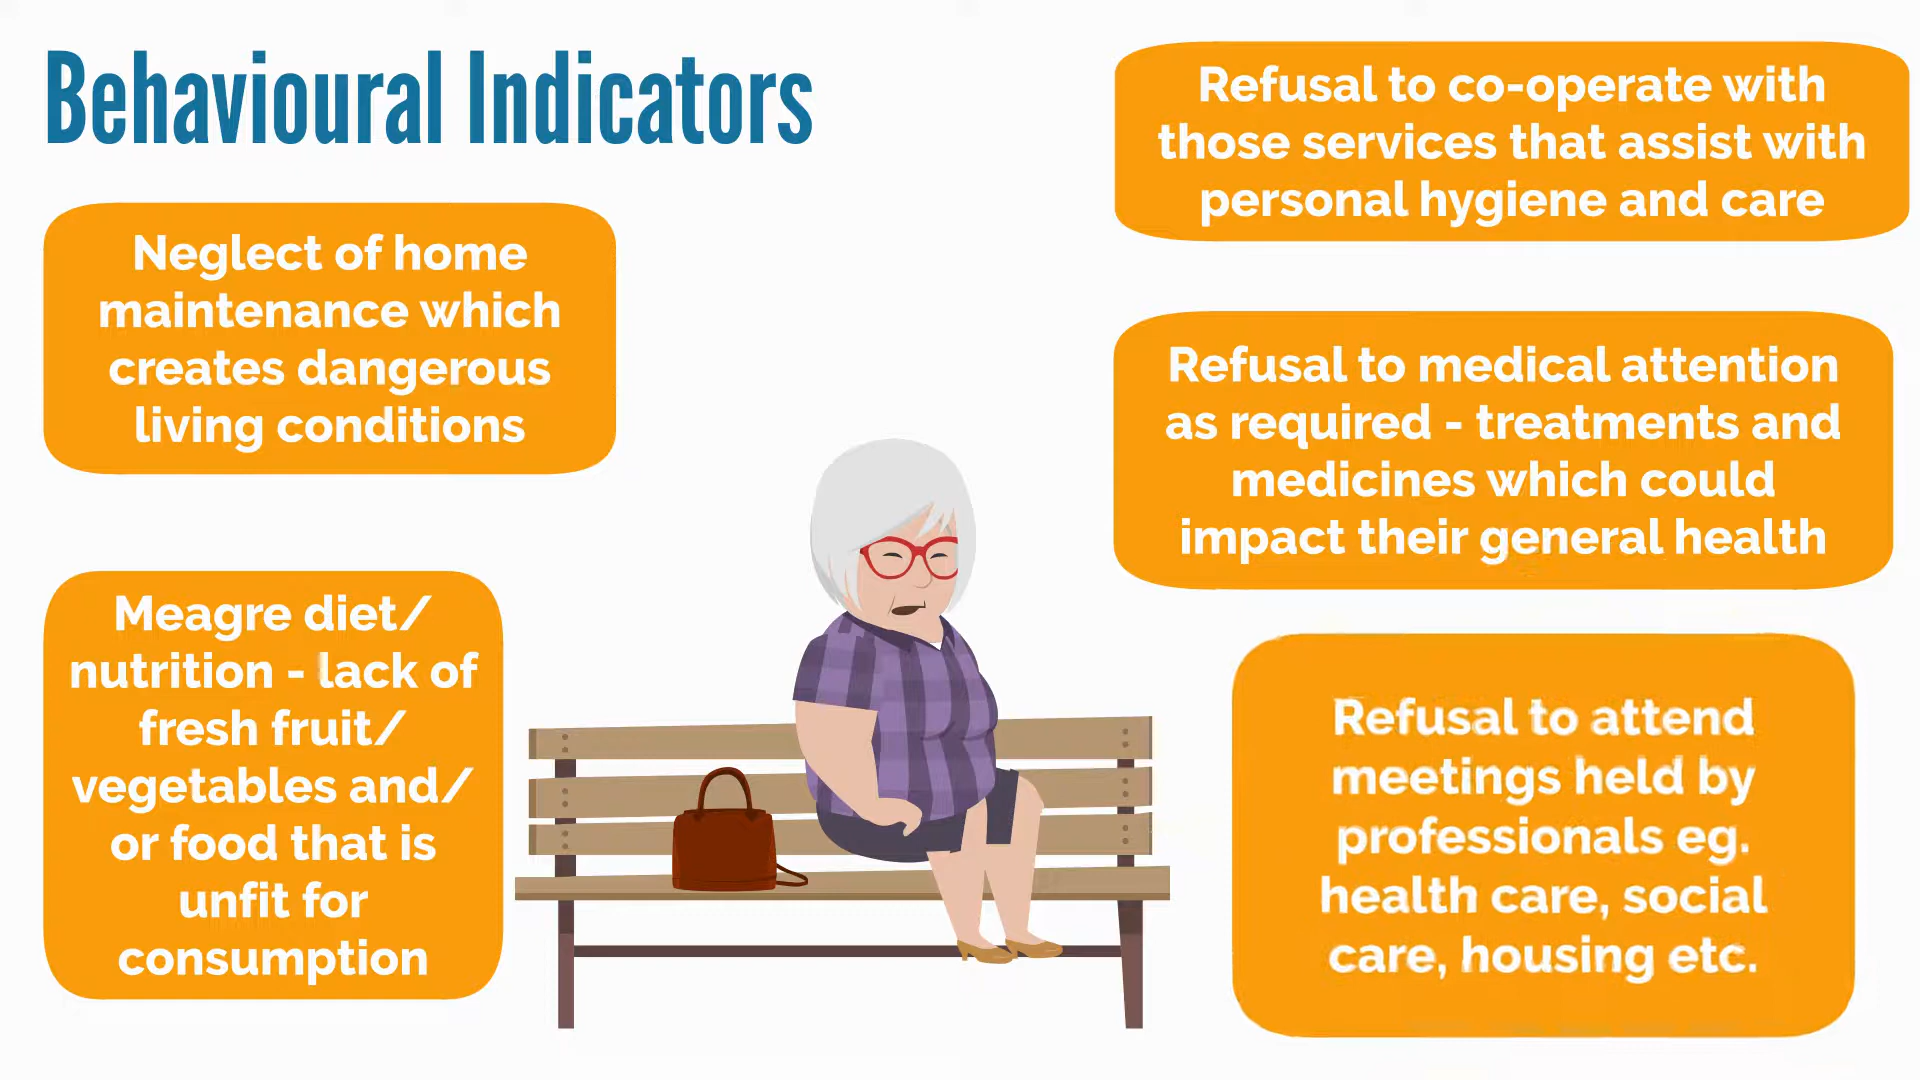 Behavioural Indicators
Neglect of home
maintenance which
creates dangerous
living conditions
Meagre diet/
nutrition - lack of
fresh fruit/
vegetables and/
or food that is
unfit for
consumption
Refusal to co-operate with
those services that assist with
personal hygiene and care
Refusal to medical attention
as required - treatments and
medicines which could
impact their general health
Refusal to attend
meetings held by
professionals eg.
health care, social
care, housing etc.